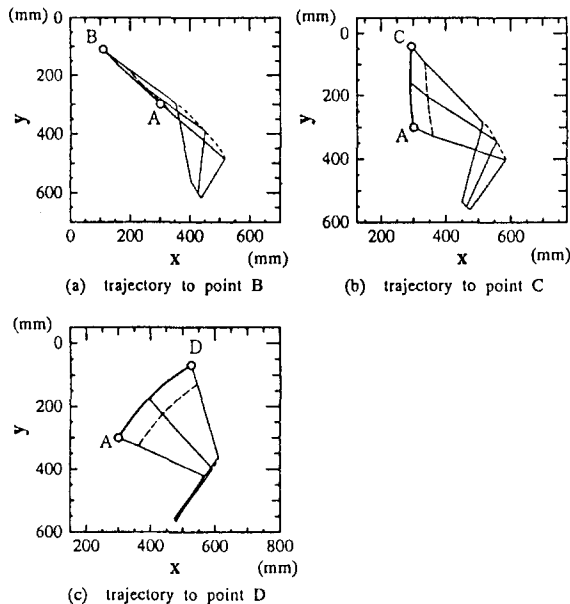 (mm)
0
200
400
600
y
B
A
0
200
400
600
800
x
(mm)
(a) trajectory to point B
(mm)
0
200
400
600
y
C
A
200
400
600
x
(mm)
(b) trajectory to point C
(mm)
0
200
400
600
y
D
A
200
400
600
800
x
(mm)
(c) trajectory to point D